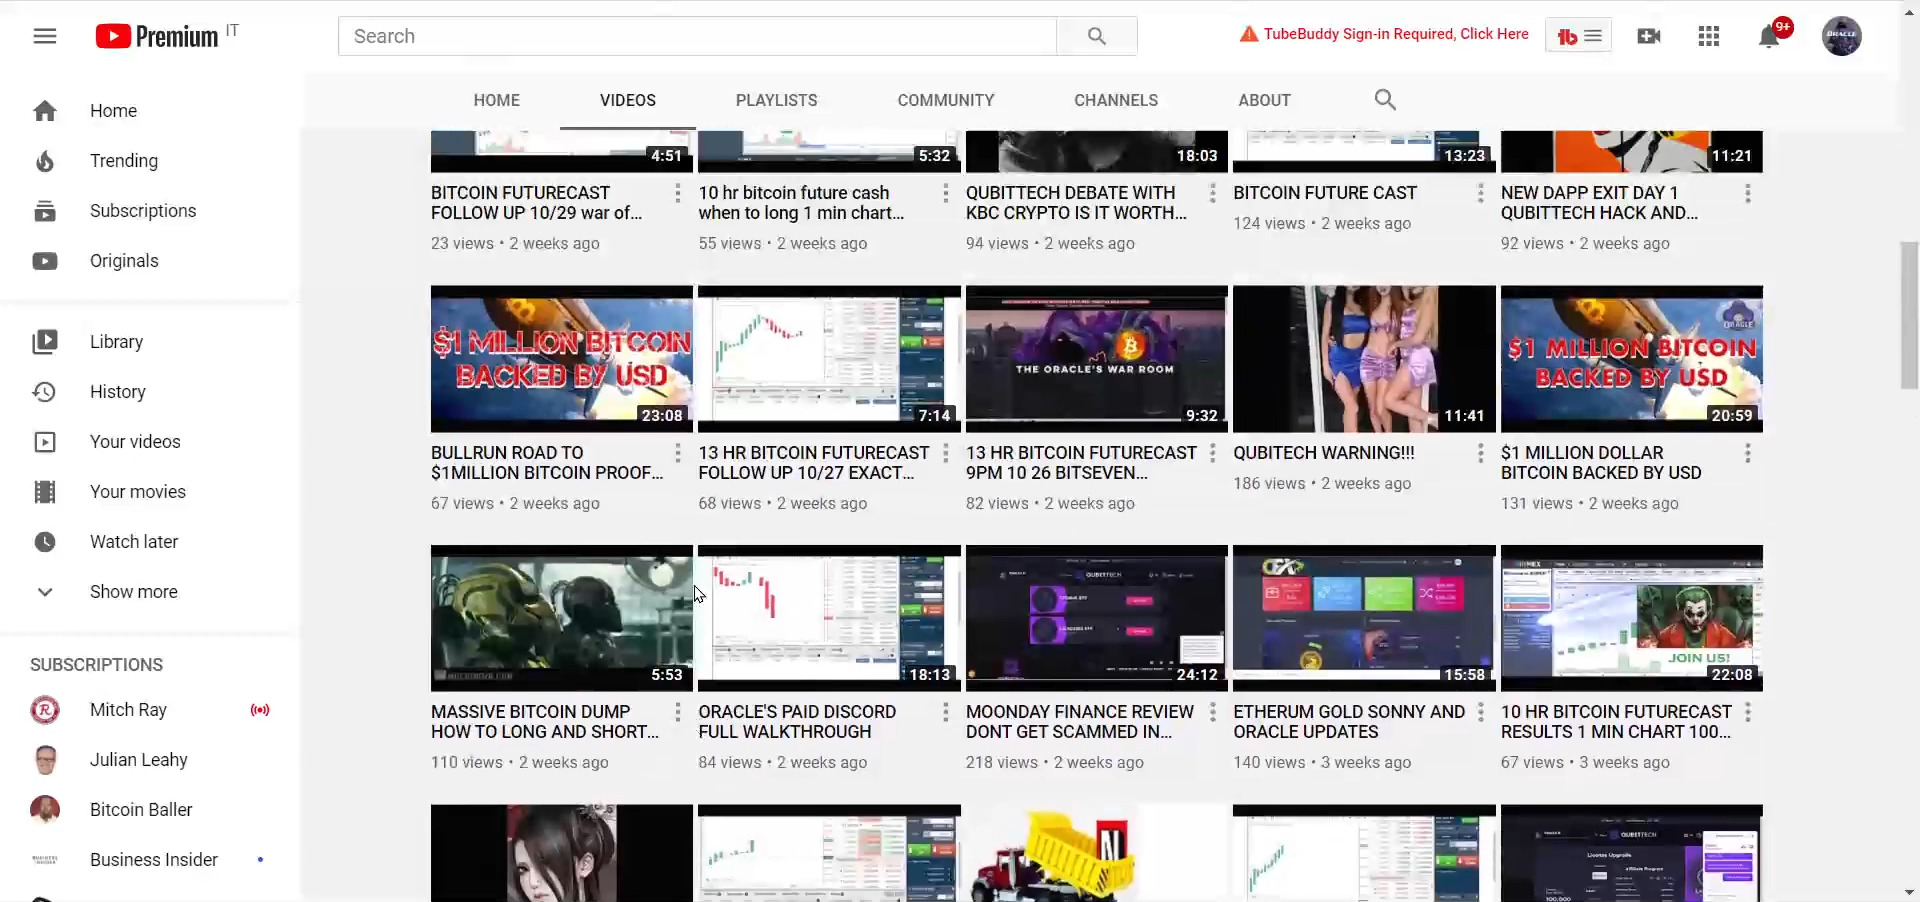 Premium IT
Search
TubeBuddy Sign-in Required, Click Here
9+
ORACLE
Home
Trending
Subscriptions
Originals
Library
History
Your videos
Your movies
Watch later
Show more
SUBSCRIPTIONS
Mitch Ray
Julian Leahy
Bitcoin Baller
Business Insider
HOME VIDEOS PLAYLISTS COMMUNITY CHANNELS ABOUT
4:51 5:32 18:03 13:23 11:21
BITCOIN FUTURECAST
FOLLOW UP 10/29 war of...
23 views • 2 weeks ago
10 hr bitcoin future cash
when to long 1 min chart...
55 views • 2 weeks ago
QUBITTECH DEBATE WITH
KBC CRYPTO IS IT WORTH...
94 views • 2 weeks ago
BITCOIN FUTURE CAST
124 views • 2 weeks ago
NEW DAPP EXIT DAY 1
QUBITTECH HACK AND...
92 views • 2 weeks ago
$1 MILLION BITCOIN
BACKED BY USD
23:08
BULLRUN ROAD TO
$1MILLION BITCOIN PROOF...
67 views • 2 weeks ago
7:14
13 HR BITCOIN FUTURECAST
FOLLOW UP 10/27 EXACT...
68 views • 2 weeks ago
THE ORACLE'S WAR ROOM
9:32
13 HR BITCOIN FUTURECAST
9PM 10 26 BITSEVEN...
82 views • 2 weeks ago
11:41
QUBITECH WARNING!!!
186 views • 2 weeks ago
ORACLE
$1 MILLION BITCOIN
BACKED BY USD
20:59
$1 MILLION DOLLAR
BITCOIN BACKED BY USD
131 views • 2 weeks ago
5:53
MASSIVE BITCOIN DUMP
HOW TO LONG AND SHORT...
110 views • 2 weeks ago
18:13
ORACLE'S PAID DISCORD
FULL WALKTHROUGH
84 views • 2 weeks ago
QUBITTECH
24:12
MOONDAY FINANCE REVIEW
DONT GET SCAMMED IN...
218 views • 2 weeks ago
15:58
ETHERUM GOLD SONNY AND
ORACLE UPDATES
140 views • 3 weeks ago
JOIN US!
22:08
10 HR BITCOIN FUTURECAST
RESULTS 1 MIN CHART 100...
67 views • 3 weeks ago
QUBITTECH
License Upgrade